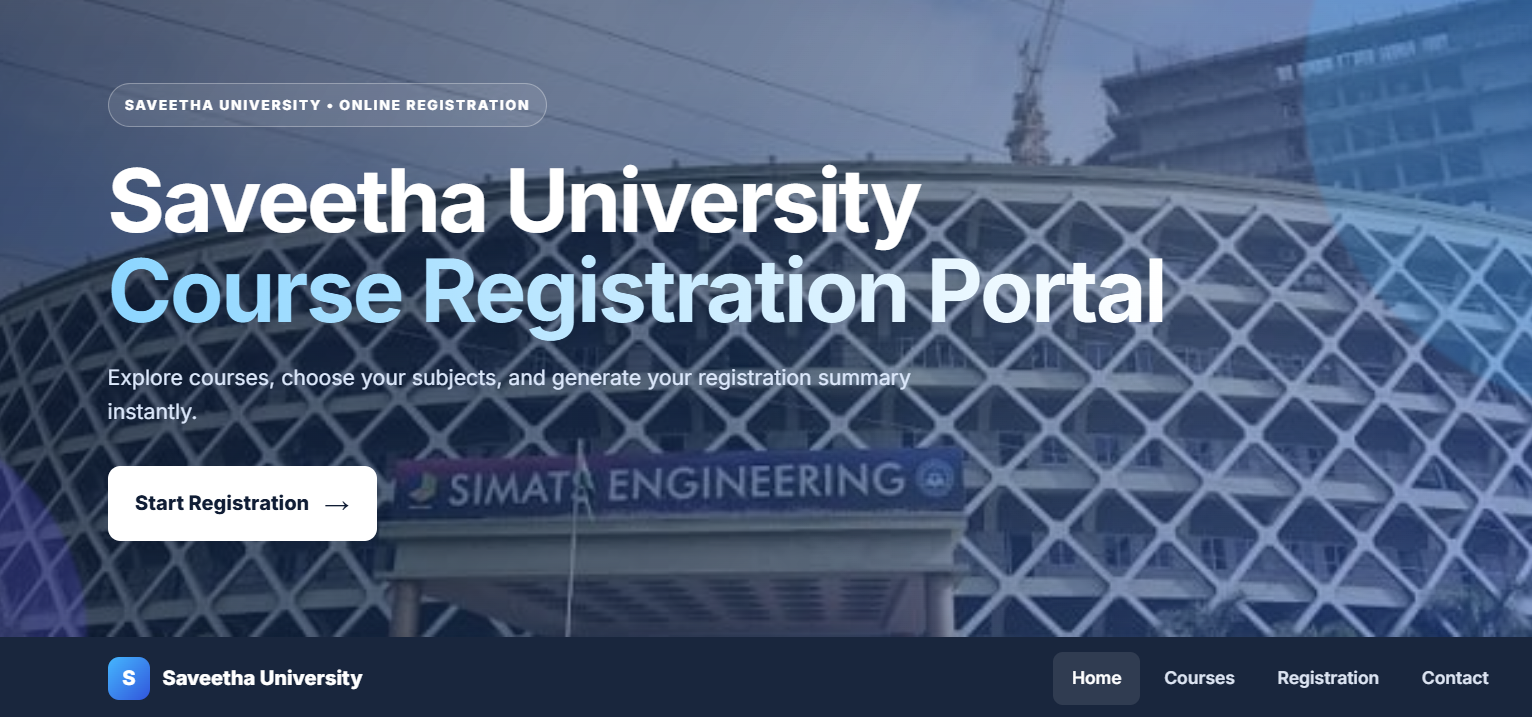 SAVEETHA UNIVERSITY • ONLINE REGISTRATION
Saveetha University
Course Registration Portal
Explore courses, choose your subjects, and generate your registration summary
instantly.
Start Registration →
SIMATS ENGINEERING
S Saveetha University
Home Courses Registration Contact